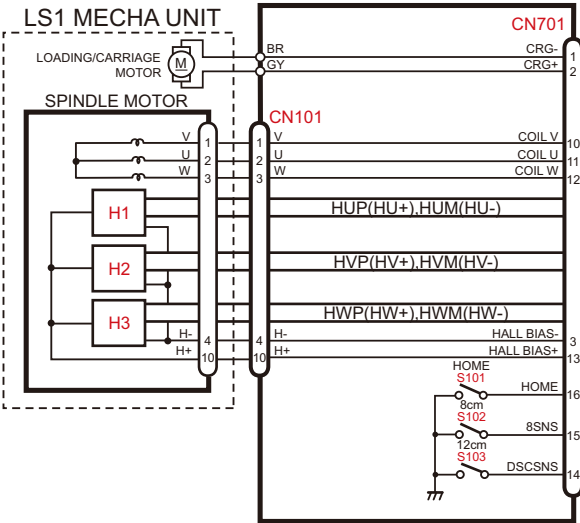 LS1 MECHA UNIT
CN701
LOADING/CARRIAGE
MOTOR
M
BR
GY
CRG-
1
CRG+
2
SPINDLE MOTOR
CN101
V
1
1
V
COIL V
10
U
2
2
U
COIL U
11
W
3
3
W
COIL W
12
H1
HUP(HU+),HUM(HU-)
H2
HVP(HV+),HVM(HV-)
H3
HWP(HW+),HWM(HW-)
H-
4
4
H-
HALL BIAS-
3
H+
10
10
H+
HALL BIAS+
13
HOME
S101
HOME
16
8cm
S102
8SNS
15
12cm
S103
DSCSNS
14